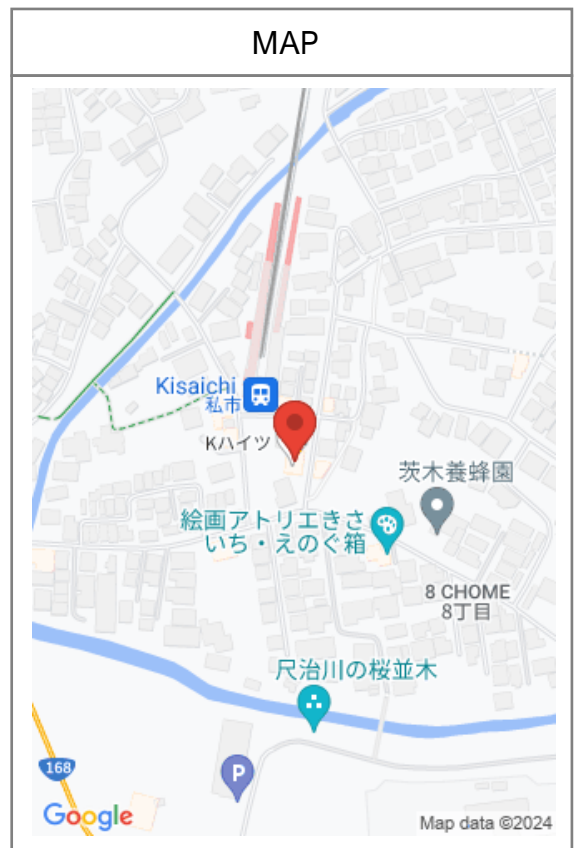 MAP
Kisaichi
私市
Kハイツ
茨木養蜂園
絵画アトリエきさ
いち・えのぐ箱
8 CHOME
8丁目
尺治川の桜並木
168
P
Google
Map data ©2024